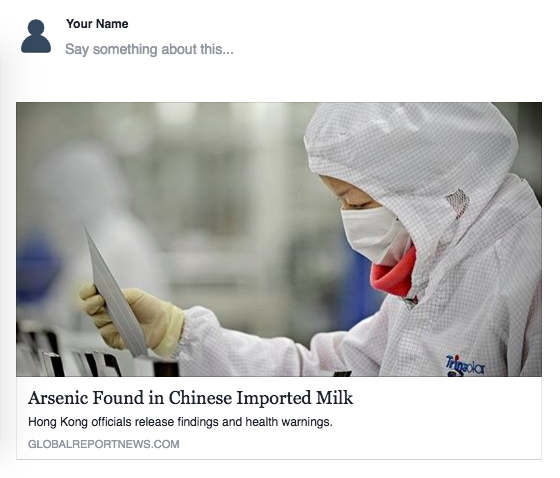 Your Name
Say something about this...
Trinasolar
Arsenic Found in Chinese Imported Milk
Hong Kong officials release findings and health warnings.
GLOBALREPORTNEWS.COM